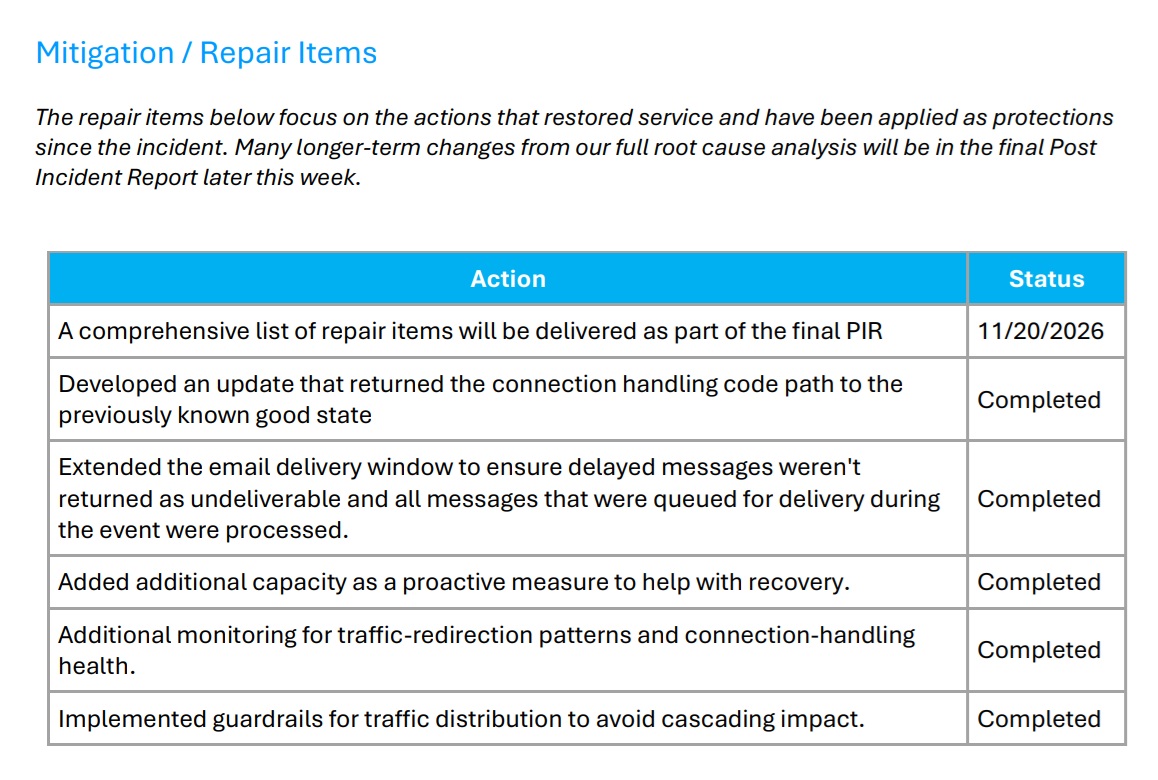 Mitigation / Repair Items
The repair items below focus on the actions that restored service and have been applied as protections
since the incident. Many longer-term changes from our full root cause analysis will be in the final Post
Incident Report later this week.
Action Status
A comprehensive list of repair items will be delivered as part of the final PIR 11/20/2026
Developed an update that returned the connection handling code path to the
previously known good state
Completed
Extended the email delivery window to ensure delayed messages weren't
returned as undeliverable and all messages that were queued for delivery during
the event were processed.
Completed
Added additional capacity as a proactive measure to help with recovery. Completed
Additional monitoring for traffic-redirection patterns and connection-handling
health.
Completed
Implemented guardrails for traffic distribution to avoid cascading impact. Completed